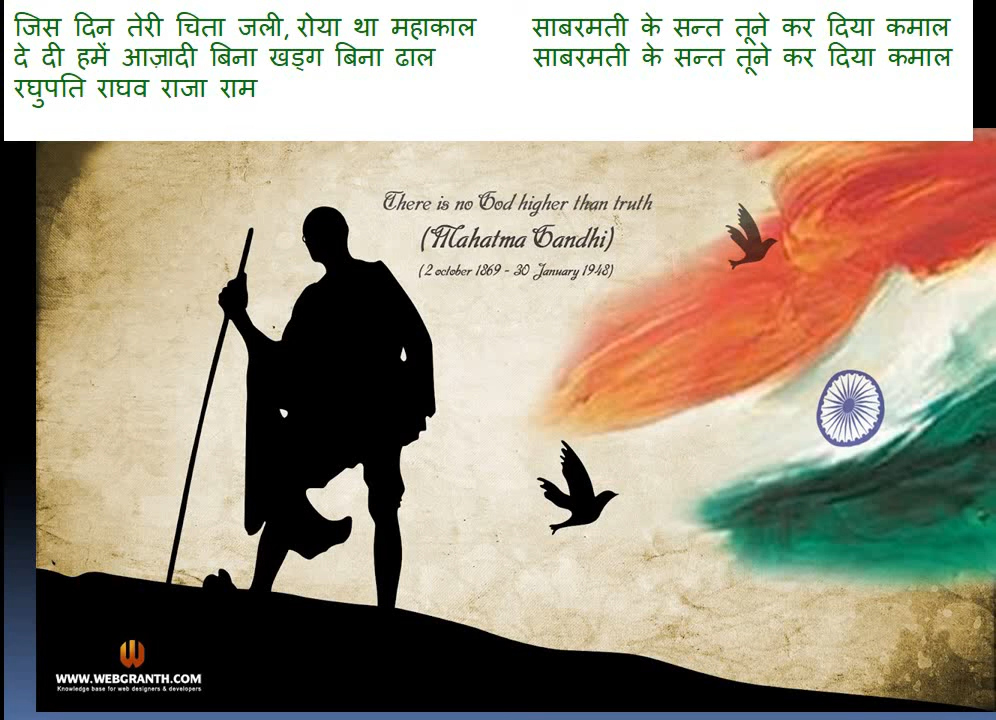 जिस दिन तेरी चिता जली, रोया था महाकाल
दे दी हमें आज़ादी बिना खड्ग बिना ढाल
रघुपति राघव राजा राम
साबरमती के सन्त तूने कर दिया कमाल
साबरमती के सन्त तूने कर दिया कमाल
There is no God higher than truth
(Mahatma Gandhi)
(2 october 1869 - 30 January 1948)
WWW.WEBGRANTH.COM
Knowledge base for web designers & developers